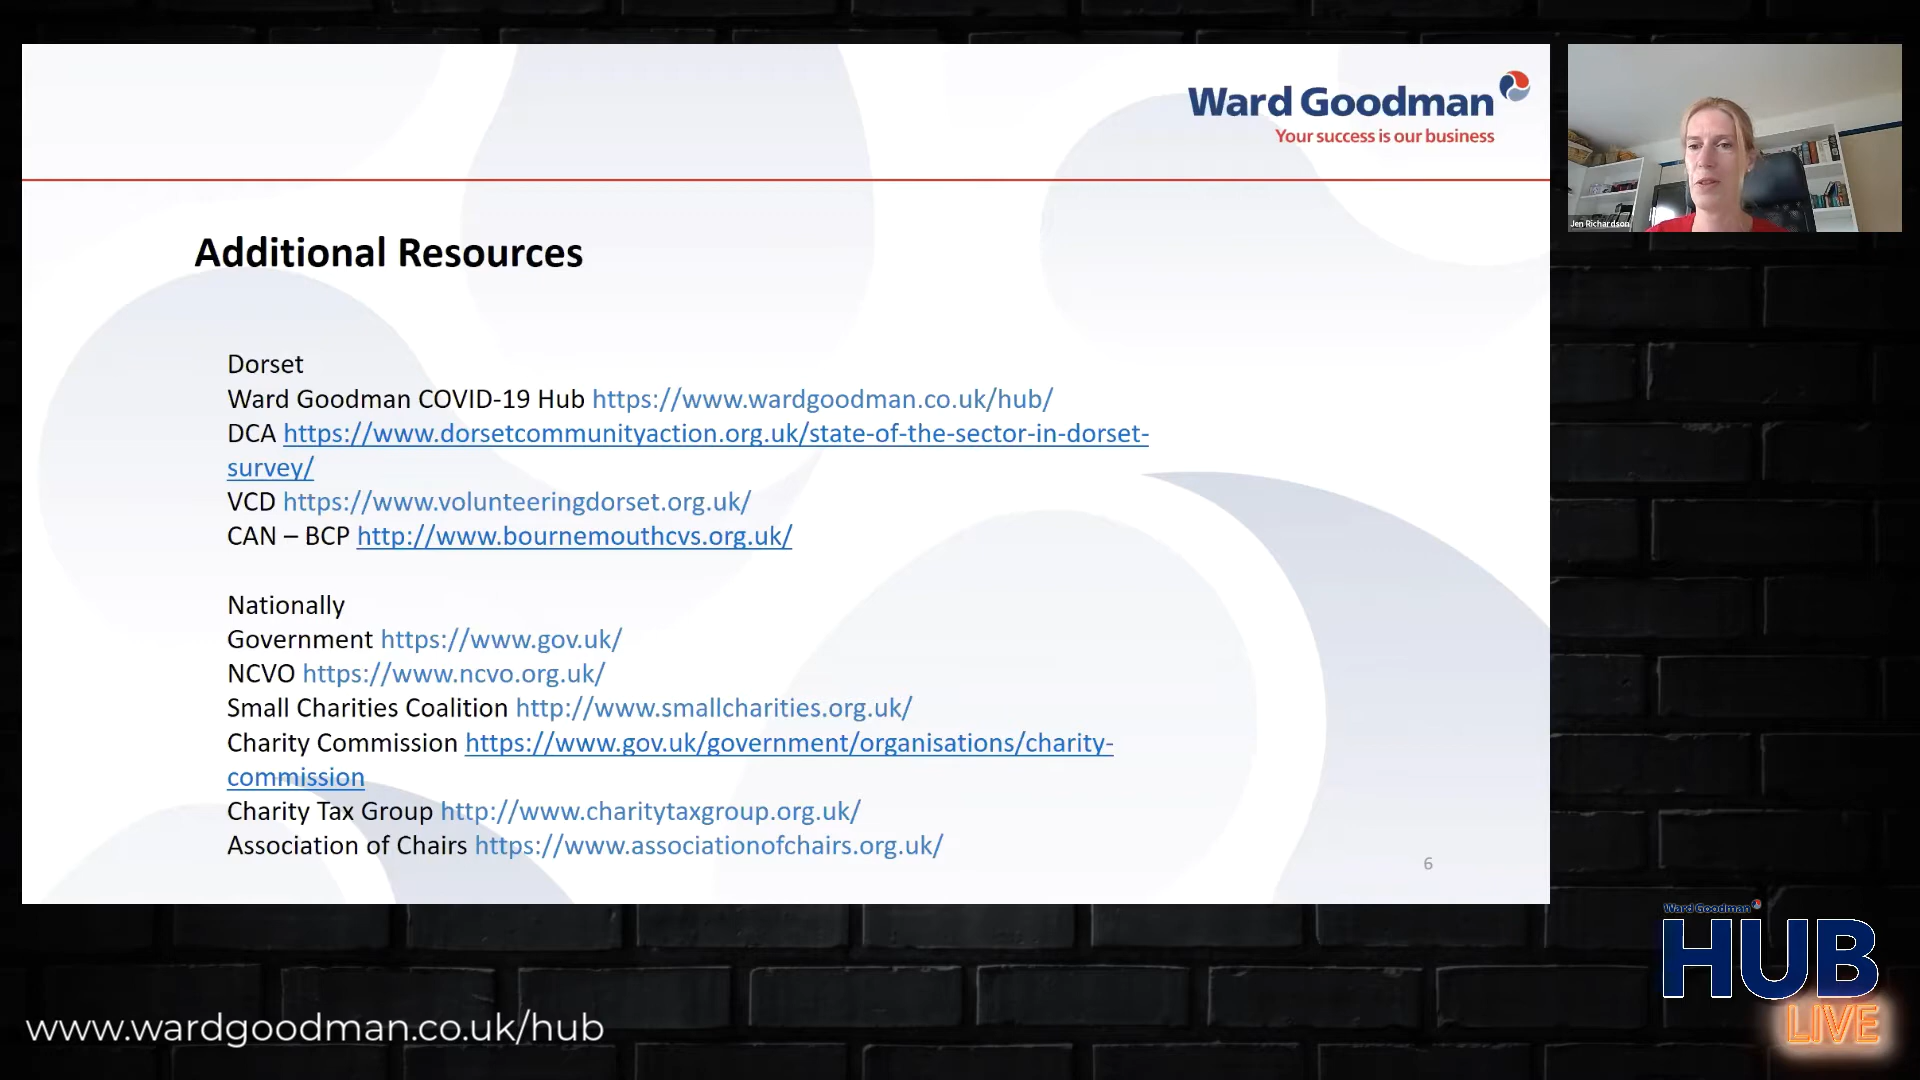 Ward Goodman
Your success is our business
Jen Richardson
Additional Resources
Dorset
Ward Goodman COVID-19 Hub https://www.wardgoodman.co.uk/hub/
DCA https://www.dorsetcommunityaction.org.uk/state-of-the-sector-in-dorset-
survey/
VCD https://www.volunteeringdorset.org.uk/
CAN – BCP http://www.bournemouthcvs.org.uk/
Nationally
Government https://www.gov.uk/
NCVO https://www.ncvo.org.uk/
Small Charities Coalition http://www.smallcharities.org.uk/
Charity Commission https://www.gov.uk/government/organisations/charity-
commission
Charity Tax Group http://www.charitytaxgroup.org.uk/
Association of Chairs https://www.associationofchairs.org.uk/
6
Ward Goodman
HUB
LIVE
www.wardgoodman.co.uk/hub